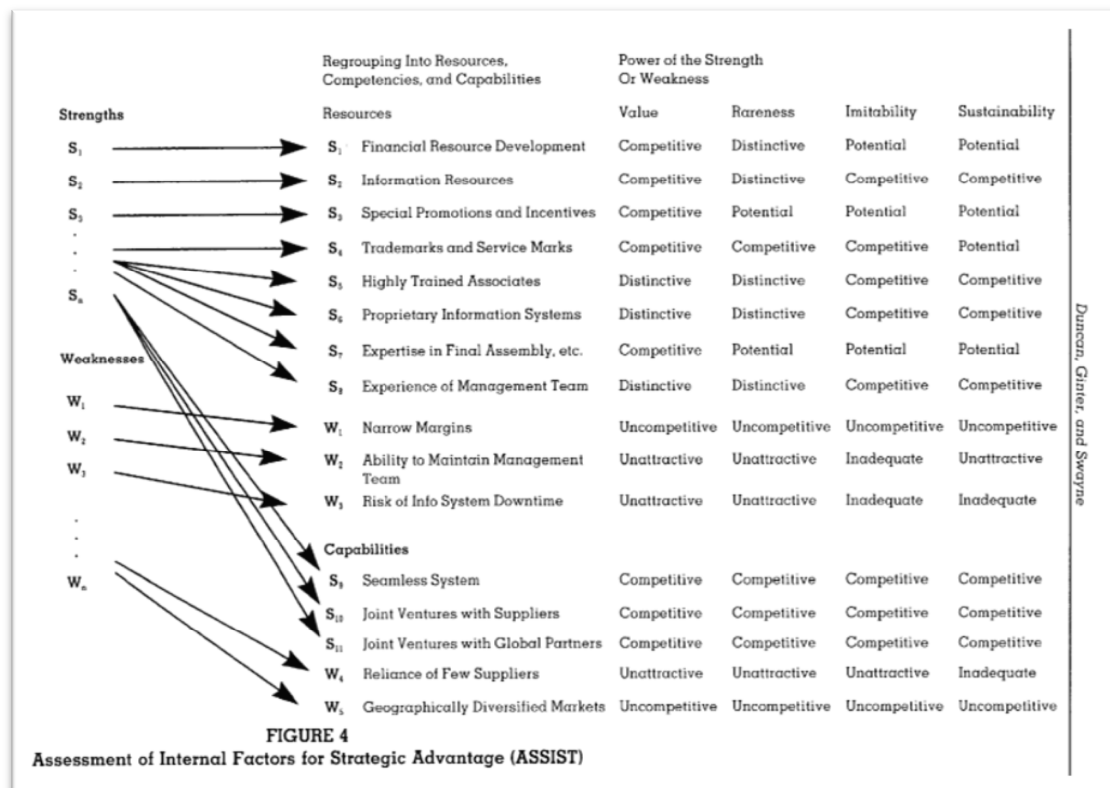 Regrouping Into Resources,
Competencies, and Capabilities
Power of the Strength
Or Weakness
Strengths
Resources
Value Rareness Imitability Sustainability
S₁ S₁ Financial Resource Development Competitive Distinctive Potential Potential
S₂ S₂ Information Resources Competitive Distinctive Competitive Competitive
S₃ S₃ Special Promotions and Incentives Competitive Potential Potential Potential
. S₄ Trademarks and Service Marks Competitive Competitive Competitive Potential
. S₅ Highly Trained Associates Distinctive Distinctive Competitive Competitive
Sₙ S₆ Proprietary Information Systems Distinctive Distinctive Competitive Competitive
S₇ Expertise in Final Assembly, etc. Competitive Potential Potential Potential
Weaknesses
S₈ Experience of Management Team Distinctive Distinctive Competitive Competitive
W₁ W₁ Narrow Margins Uncompetitive Uncompetitive Uncompetitive Uncompetitive
W₂ W₂ Ability to Maintain Management Unattractive Unattractive Inadequate Unattractive
Team
W₃ W₃ Risk of Info System Downtime Unattractive Unattractive Inadequate Inadequate
.
.
.
Capabilities
Wₙ S₉ Seamless System Competitive Competitive Competitive Competitive
S₁₀ Joint Ventures with Suppliers Competitive Competitive Competitive Competitive
S₁₁ Joint Ventures with Global Partners Competitive Competitive Competitive Competitive
W₄ Reliance of Few Suppliers Unattractive Unattractive Unattractive Inadequate
W₅ Geographically Diversified Markets Uncompetitive Uncompetitive Uncompetitive Uncompetitive
FIGURE 4
Assessment of Internal Factors for Strategic Advantage (ASSIST)
Duncan, Ginter, and Swayne